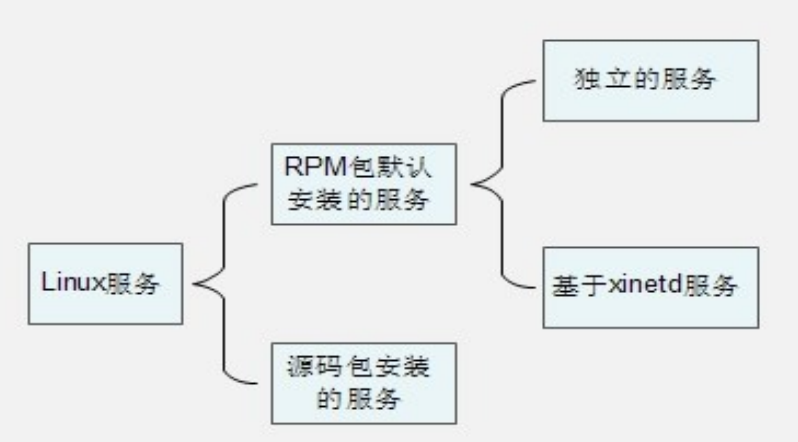 独立的服务
RPM包默认
安装的服务
Linux服务
基于xinetd服务
源码包安装
的服务